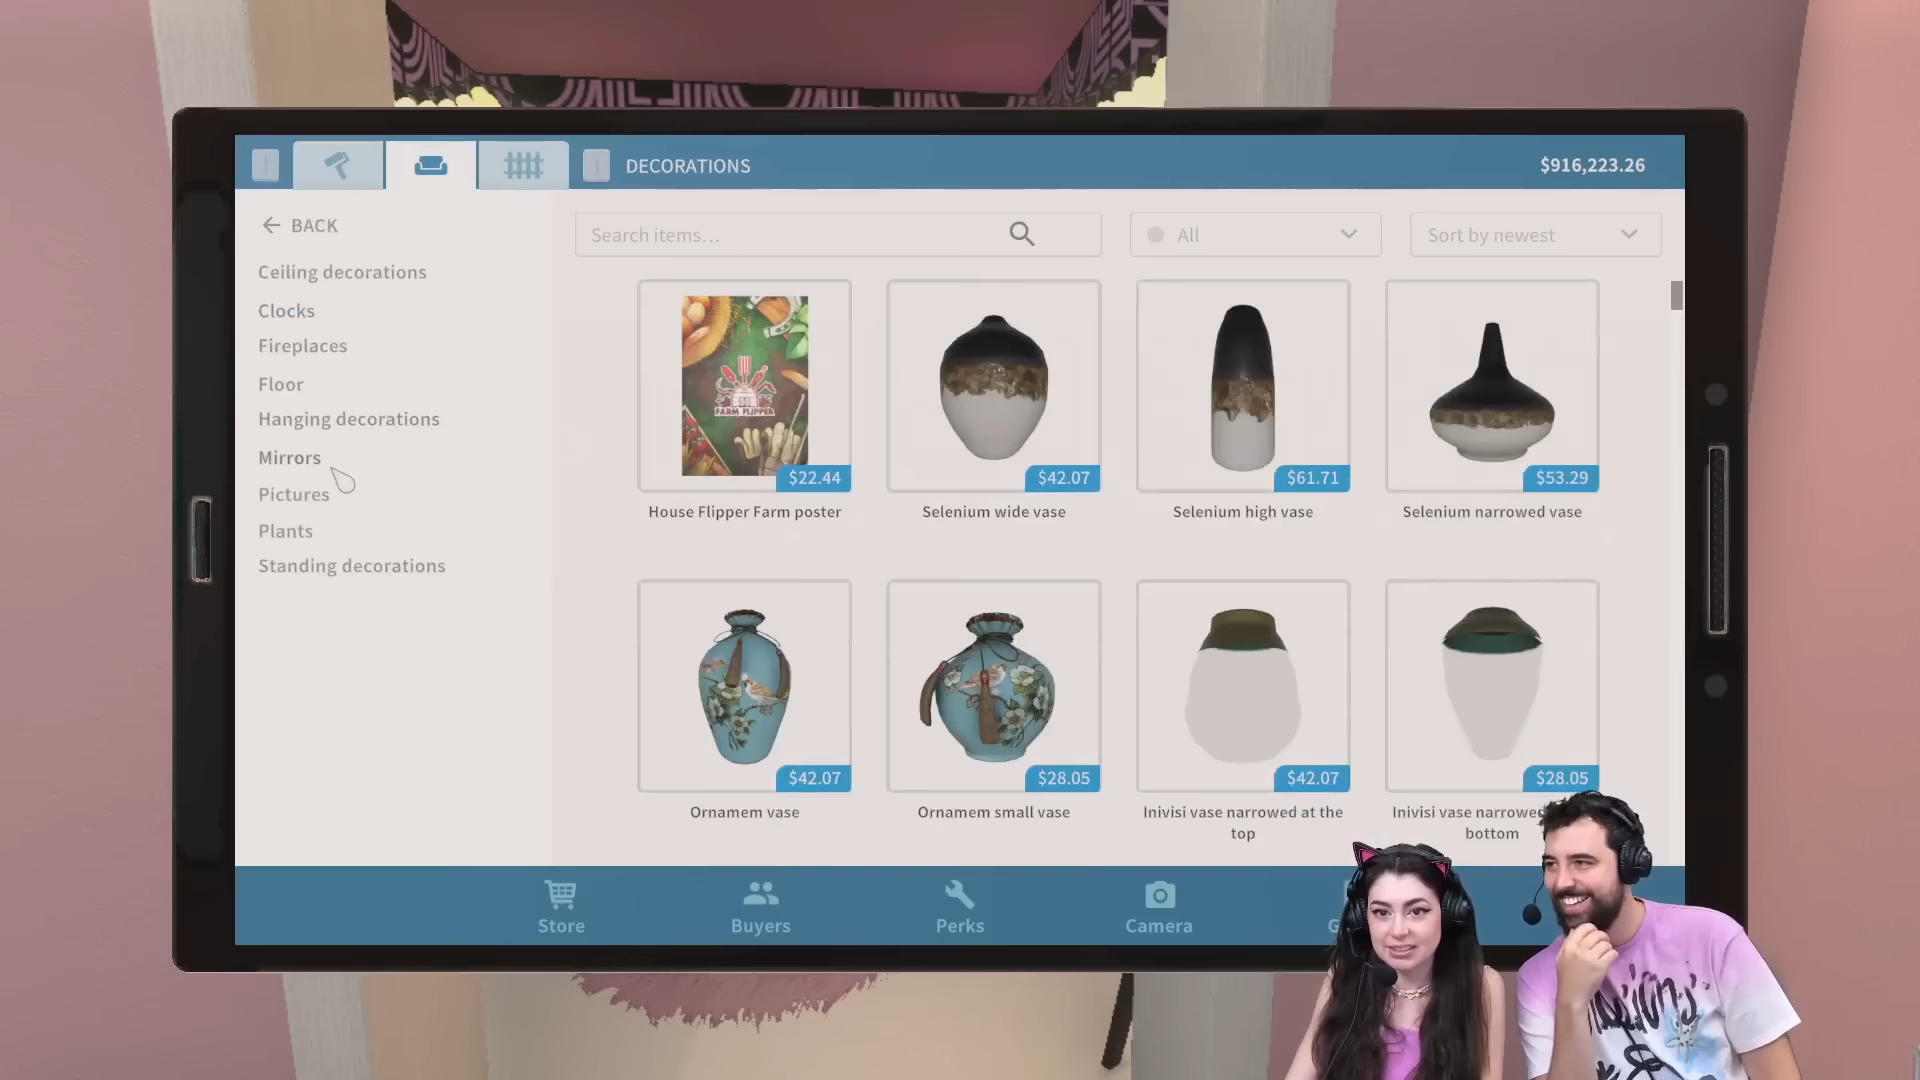 DECORATIONS
$916,223.26
BACK
Search items...
All
Sort by newest
Ceiling decorations
Clocks
Fireplaces
Floor
Hanging decorations
Mirrors
Pictures
Plants
Standing decorations
FARM FLIPPER
$22.44
$42.07
$61.71
$53.29
House Flipper Farm poster
Selenium wide vase
Selenium high vase
Selenium narrowed vase
$42.07
$28.05
$42.07
$28.05
Ornamem vase
Ornamem small vase
Inivisi vase narrowed at the
top
Inivisi vase narrowed
bottom
Store
Buyers
Perks
Camera